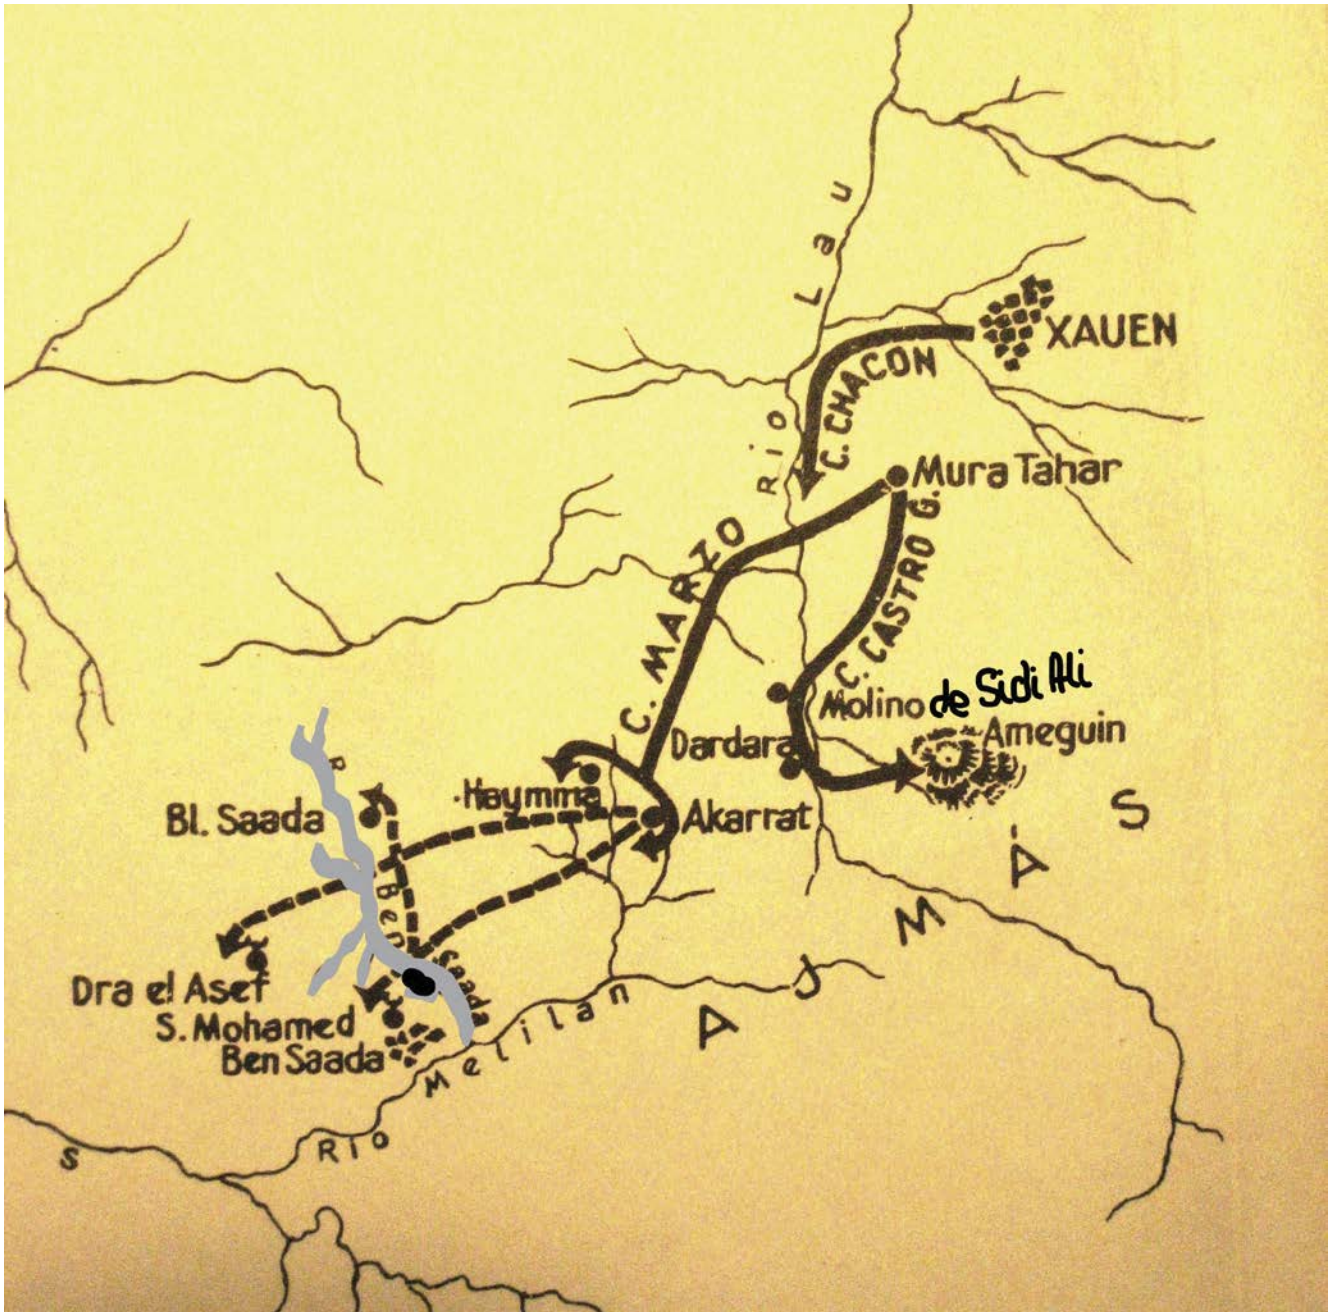 Rio Lau
XAUEN
C. CHACON
Mura Tahar
C. MARZO
C. CASTRO G.
Molino de Sidi Ali
Ameguin
Dardara
Haymma
Akarrat
Bl. Saada
R. Ben Saada
Dra el Asef
S. Mohamed
Ben Saada
Rio Melilan
AJMÁS
S